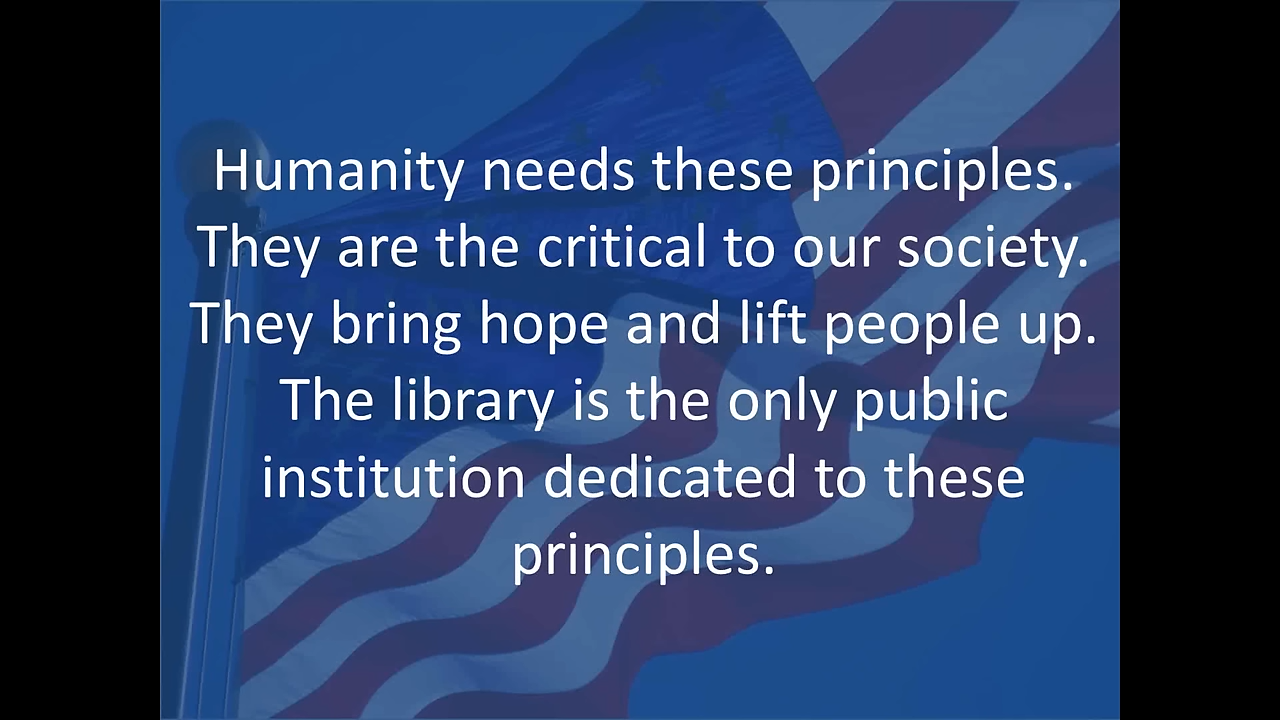 Humanity needs these principles.
They are the critical to our society.
They bring hope and lift people up.
The library is the only public
institution dedicated to these
principles.